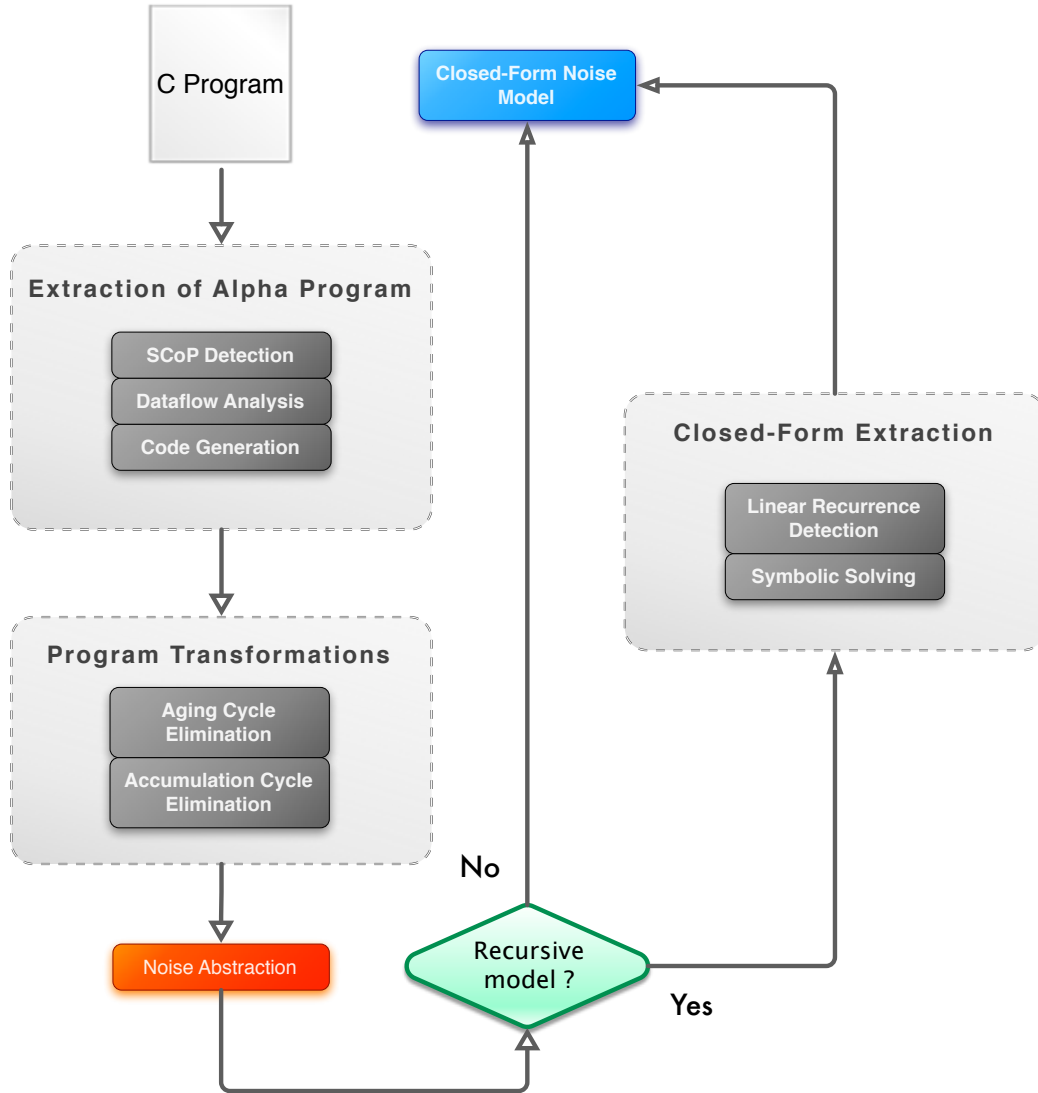 C Program
Extraction of Alpha Program
SCoP Detection
Dataflow Analysis
Code Generation
Program Transformations
Aging Cycle
Elimination
Accumulation Cycle
Elimination
Noise Abstraction
Recursive
model ?
No
Yes
Closed-Form Extraction
Linear Recurrence
Detection
Symbolic Solving
Closed-Form Noise
Model